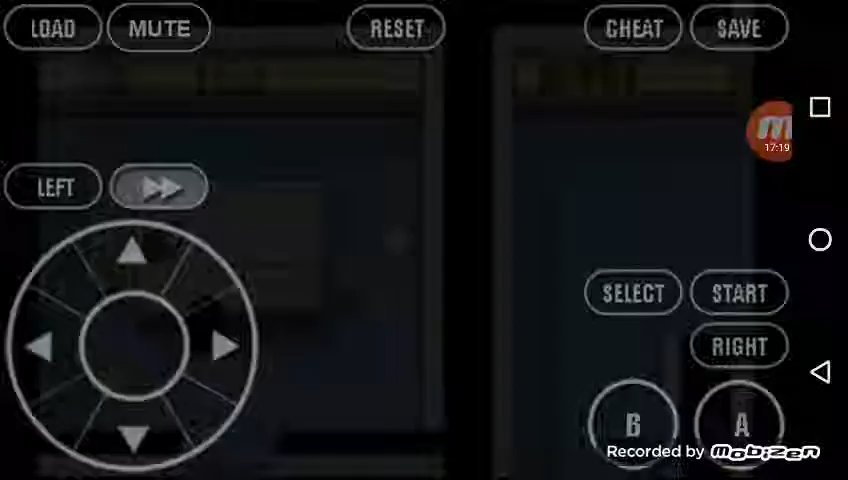 LOAD MUTE RESET CHEAT SAVE
17:19
LEFT
SELECT START
RIGHT
B A
Recorded by Mobizen